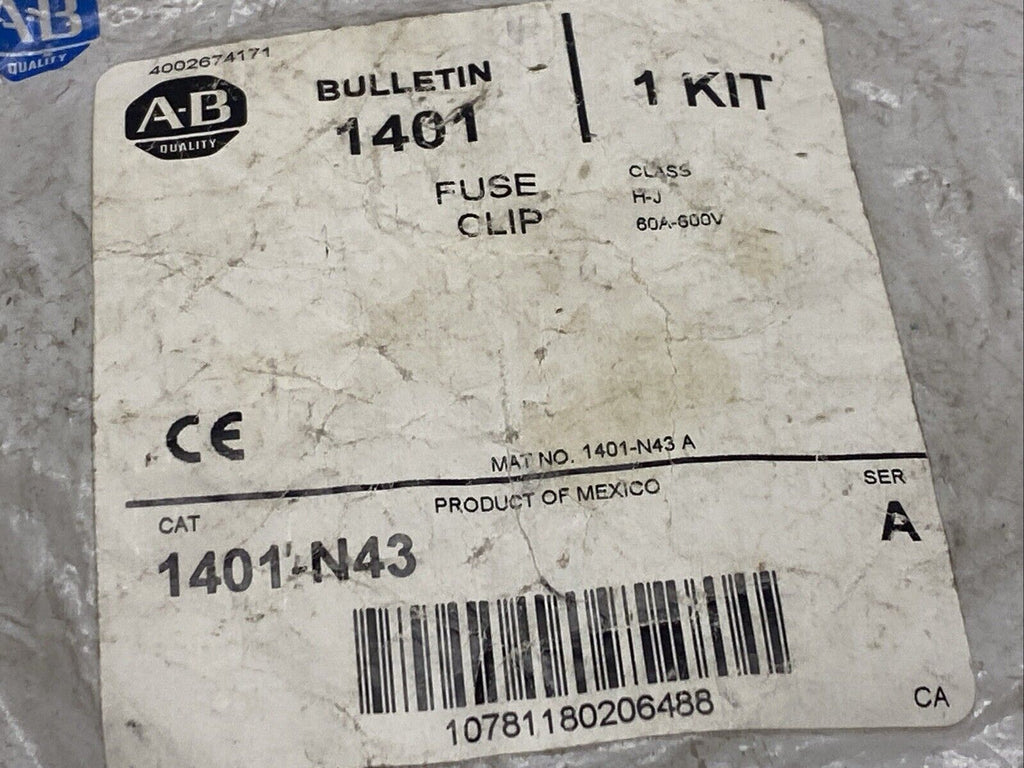 A-B
QUALITY
4002674171
A-B
QUALITY
BULLETIN
1401
1 KIT
FUSE
CLIP
CLASS
H-J
60A-600V
CE
MAT NO. 1401-N43 A
PRODUCT OF MEXICO
SER
A
CAT
1401-N43
10781180206488
CA